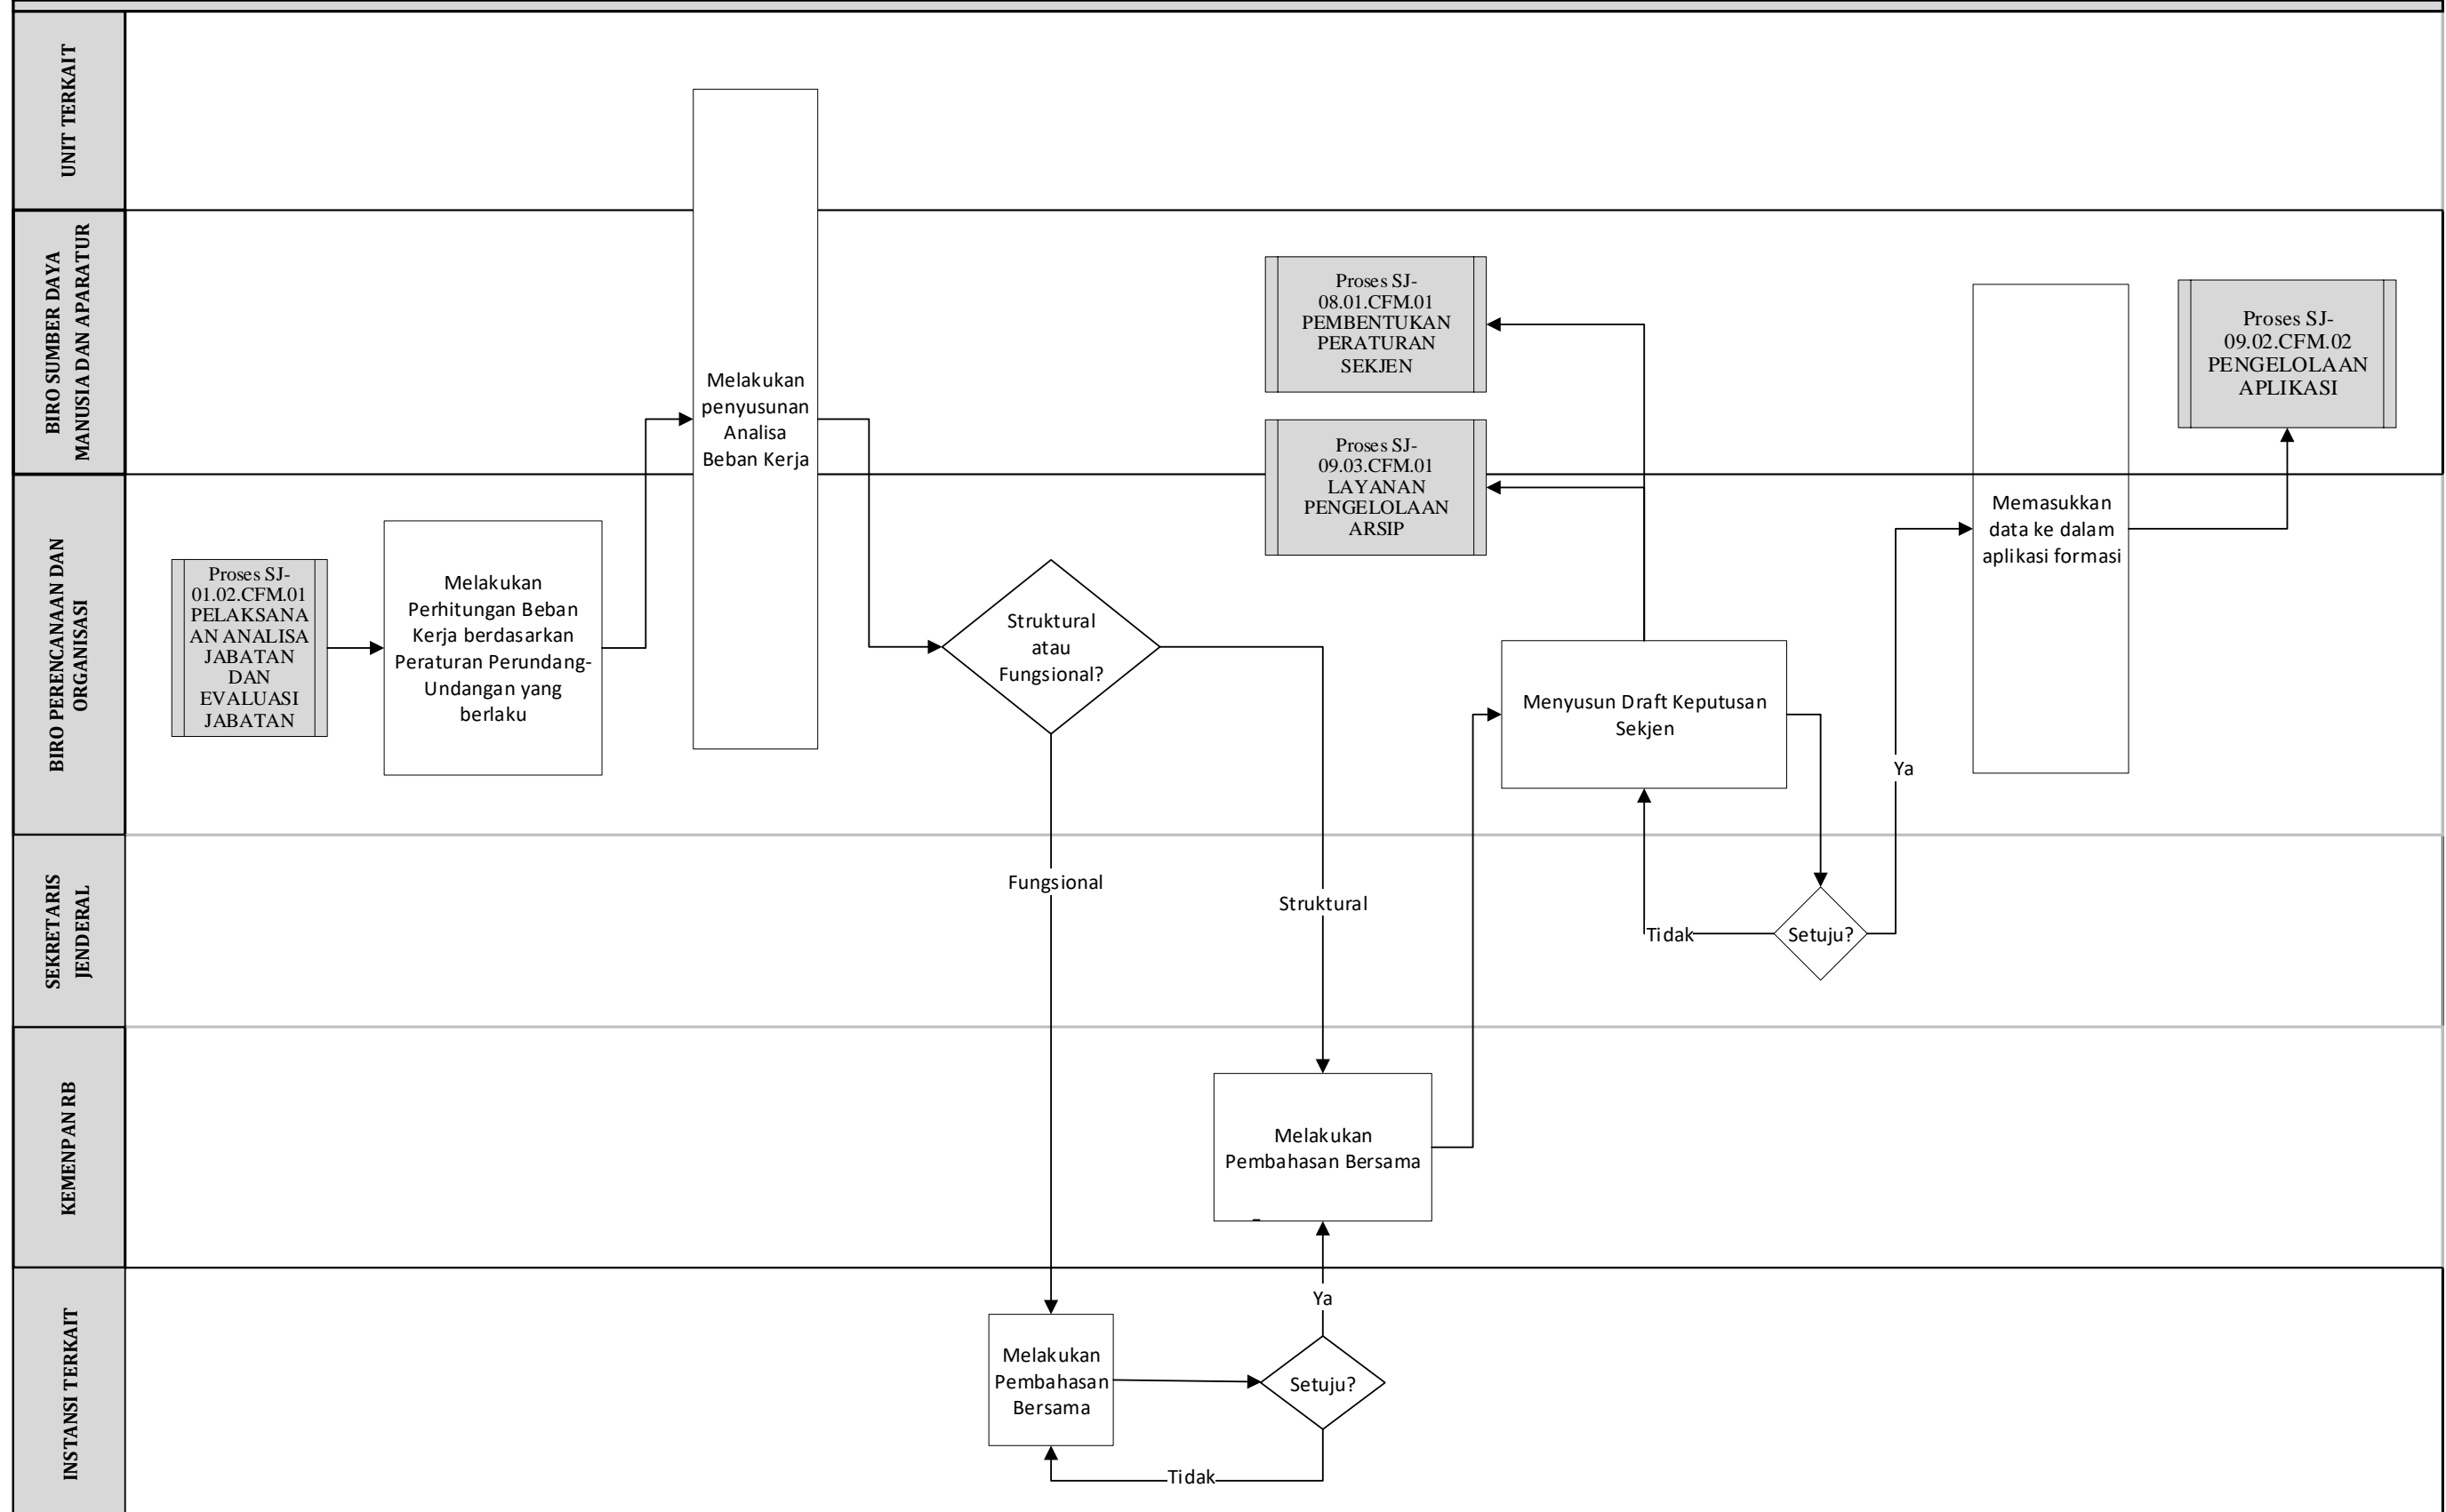 UNIT TERKAIT
BIRO SUMBER DAYA
MANUSIA DAN APARATUR
BIRO PERENCANAAN DAN
ORGANISASI
SEKRETARIS
JENDERAL
KEMENPAN RB
INSTANSI TERKAIT
Proses SJ-
01.02.CFM.01
PELAKSANA
AN ANALISA
JABATAN
DAN
EVALUASI
JABATAN
Melakukan
Perhitungan Beban
Kerja berdasarkan
Peraturan Perundang-
Undangan yang
berlaku
Melakukan
penyusunan
Analisa
Beban Kerja
Struktural
atau
Fungsional?
Fungsional
Struktural
Melakukan
Pembahasan
Bersama
Setuju?
Tidak
Ya
Melakukan
Pembahasan Bersama
Proses SJ-
08.01.CFM.01
PEMBENTUKAN
PERATURAN
SEKJEN
Proses SJ-
09.03.CFM.01
LAYANAN
PENGELOLAAN
ARSIP
Menyusun Draft Keputusan
Sekjen
Setuju?
Tidak
Ya
Memasukkan
data ke dalam
aplikasi formasi
Proses SJ-
09.02.CFM.02
PENGELOLAAN
APLIKASI